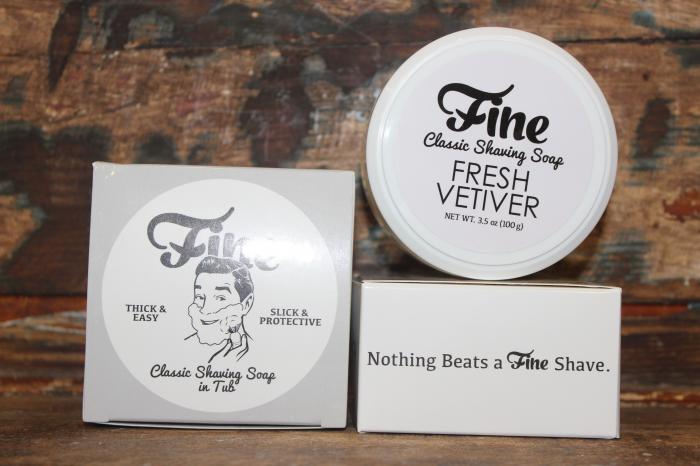 Fine
THICK &
EASY
SLICK &
PROTECTIVE
Classic Shaving Soap
in Tub
Fine
Classic Shaving Soap
FRESH
VETIVER
NET WT. 3.5 oz (100 g)
Nothing Beats a Fine Shave.